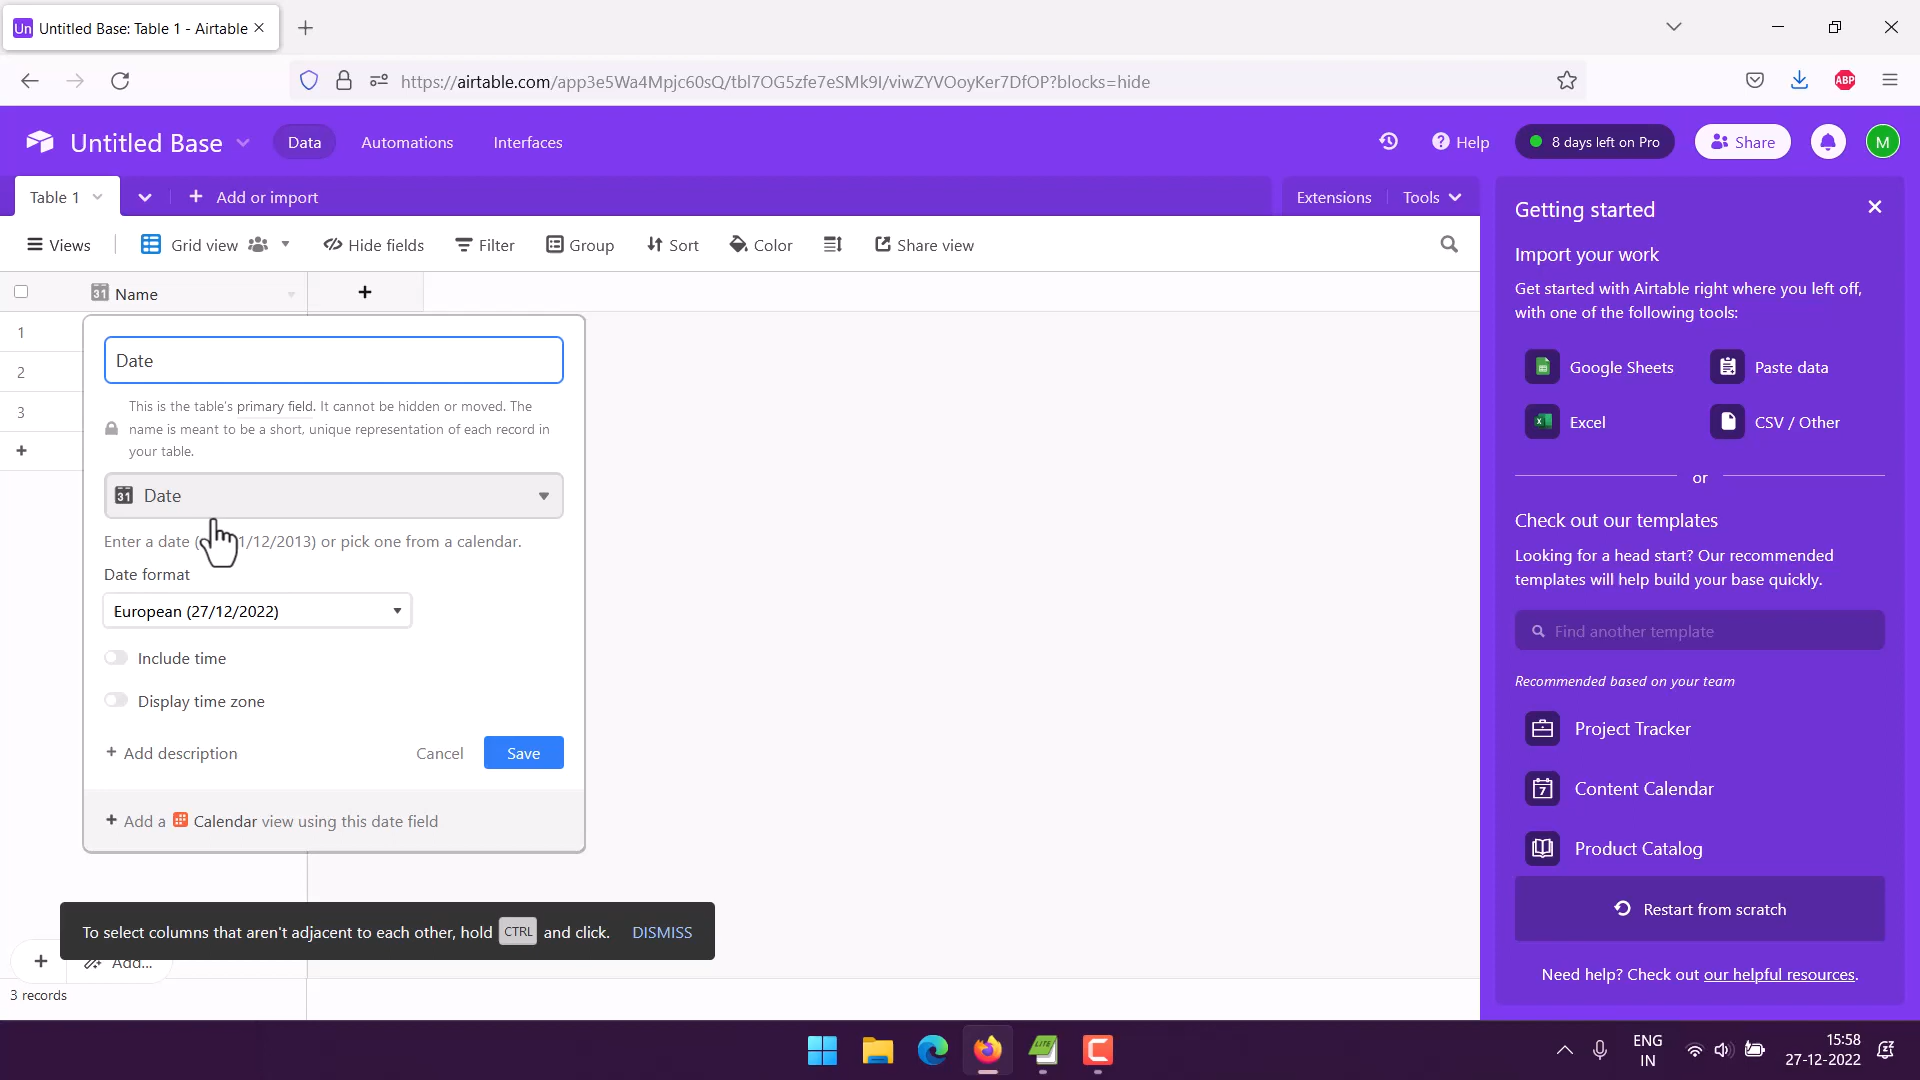 Un Untitled Base: Table 1 - Airtable
https://airtable.com/app3e5Wa4Mpjc60sQ/tbl7OG5zfe7eSMk9I/viwZYVOoyKer7DfOP?blocks=hide
ABP
Untitled Base Data Automations Interfaces Help 8 days left on Pro Share M
Table 1 Add or import Extensions Tools
Views Grid view Hide fields Filter Group Sort Color Share view
31 Name
1
2
3
Date
This is the table's primary field. It cannot be hidden or moved. The
name is meant to be a short, unique representation of each record in
your table.
31 Date
Enter a date 1/12/2013) or pick one from a calendar.
Date format
European (27/12/2022)
Include time
Display time zone
+ Add description Cancel Save
+ Add a Calendar view using this date field
To select columns that aren't adjacent to each other, hold CTRL and click. DISMISS
+ Add...
3 records
Getting started
Import your work
Get started with Airtable right where you left off,
with one of the following tools:
Google Sheets Paste data
Excel CSV / Other
or
Check out our templates
Looking for a head start? Our recommended
templates will help build your base quickly.
Find another template
Recommended based on your team
Project Tracker
7 Content Calendar
Product Catalog
Restart from scratch
Need help? Check out our helpful resources.
LITE
C
ENG
IN
15:58
27-12-2022